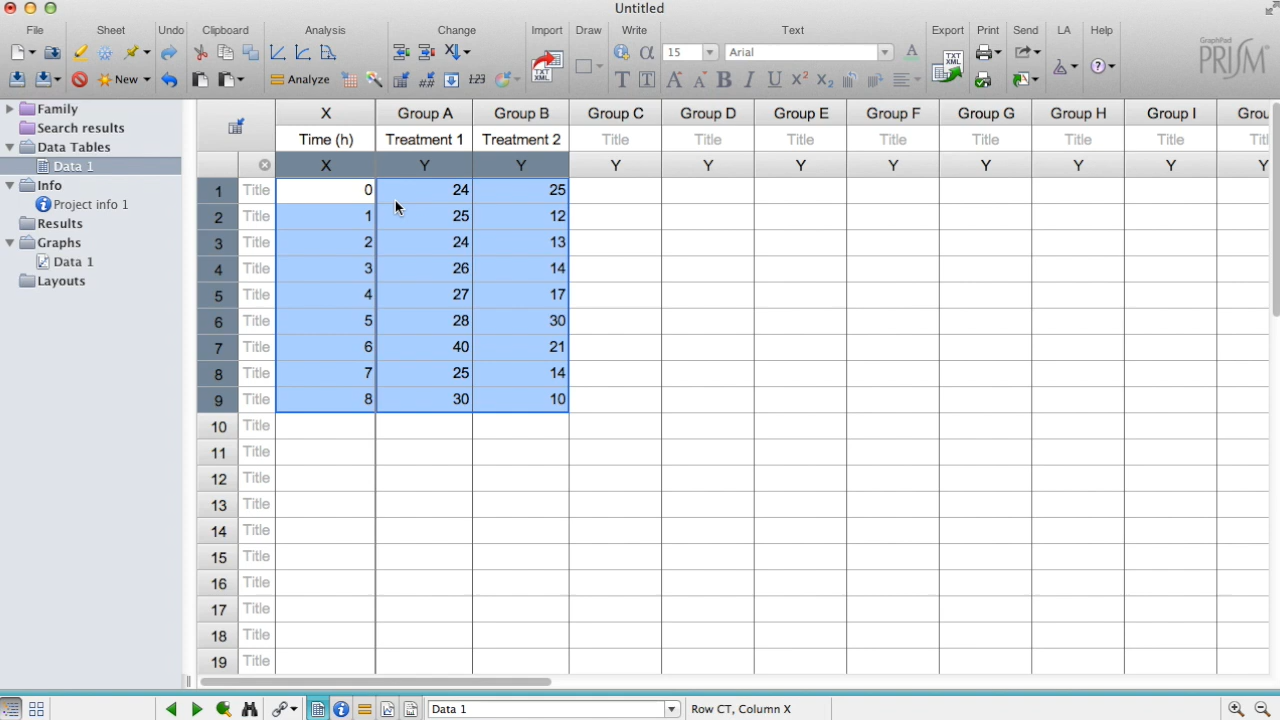 Untitled
File Sheet Undo Clipboard Analysis Change Import Draw Write Text Export Print Send LA Help
15 Arial
GraphPad
PRISM
New Analyze 123
Family
Search results
Data Tables
Data 1
Info
Project info 1
Results
Graphs
Data 1
Layouts
X Group A Group B Group C Group D Group E Group F Group G Group H Group I Grou
Time (h) Treatment 1 Treatment 2 Title Title Title Title Title Title Title Titl
X Y Y Y Y Y Y Y Y Y Y
1 Title 0 24 25
2 Title 1 25 12
3 Title 2 24 13
4 Title 3 26 14
5 Title 4 27 17
6 Title 5 28 30
7 Title 6 40 21
8 Title 7 25 14
9 Title 8 30 10
10 Title
11 Title
12 Title
13 Title
14 Title
15 Title
16 Title
17 Title
18 Title
19 Title
Data 1 Row CT, Column X